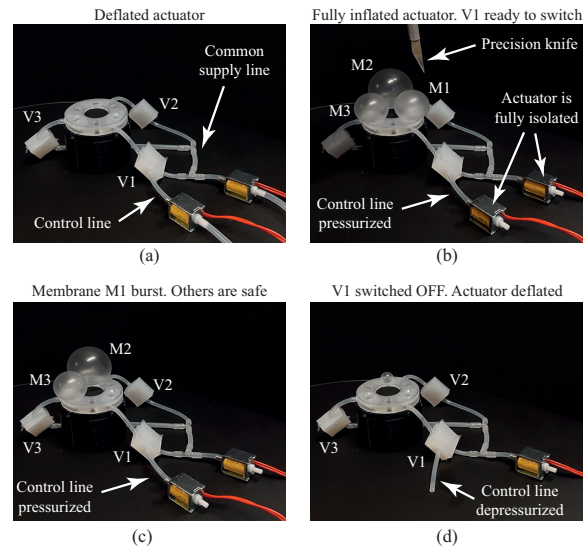 Deflated actuator
Common
supply line
V3
V2
V1
Control line
(a)
Fully inflated actuator. V1 ready to switch
Precision knife
M2
M1
M3
Actuator is
fully isolated
Control line
pressurized
(b)
Membrane M1 burst. Others are safe
M2
M3
V2
V3
V1
Control line
pressurized
(c)
V1 switched OFF. Actuator deflated
V2
V3
V1
Control line
depressurized
(d)